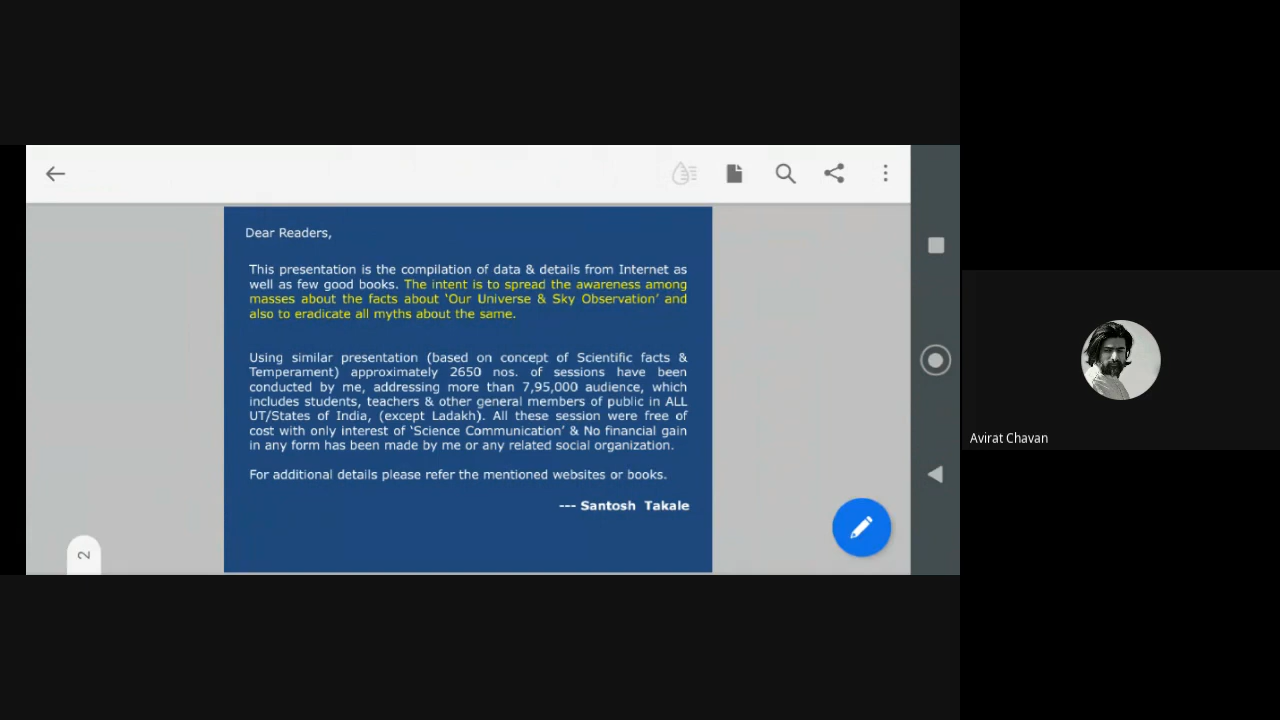 Dear Readers,
This presentation is the compilation of data & details from Internet as
well as few good books. The intent is to spread the awareness among
masses about the facts about ‘Our Universe & Sky Observation’ and
also to eradicate all myths about the same.
Using similar presentation (based on concept of Scientific facts &
Temperament) approximately 2650 nos. of sessions have been
conducted by me, addressing more than 7,95,000 audience, which
includes students, teachers & other general members of public in ALL
UT/States of India, (except Ladakh). All these session were free of
cost with only interest of ‘Science Communication’ & No financial gain
in any form has been made by me or any related social organization.
For additional details please refer the mentioned websites or books.
--- Santosh Takale
2
Avirat Chavan